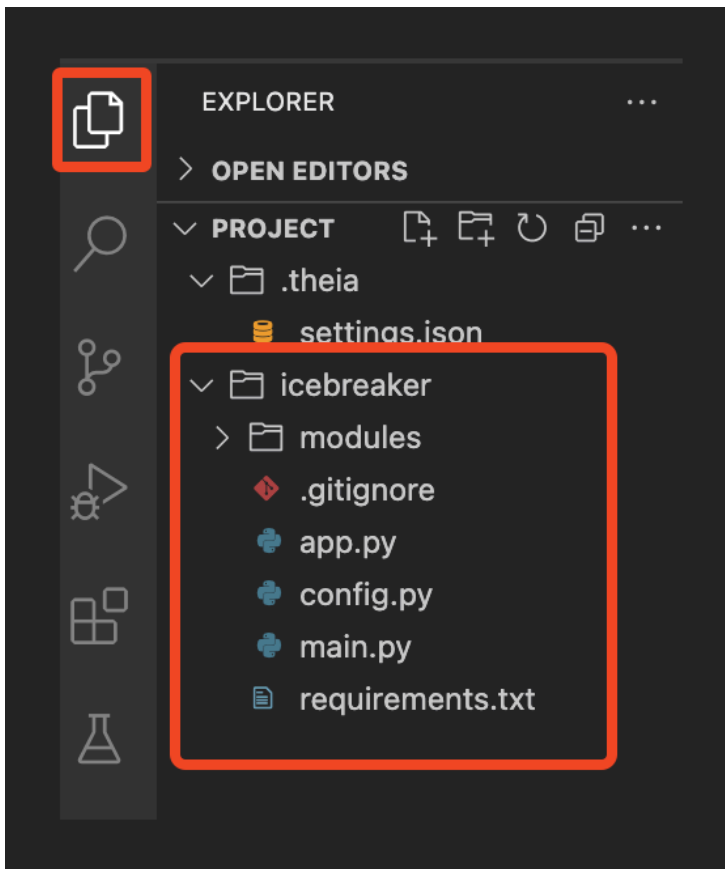 EXPLORER
OPEN EDITORS
PROJECT
.theia
settings.json
icebreaker
modules
.gitignore
app.py
config.py
main.py
requirements.txt